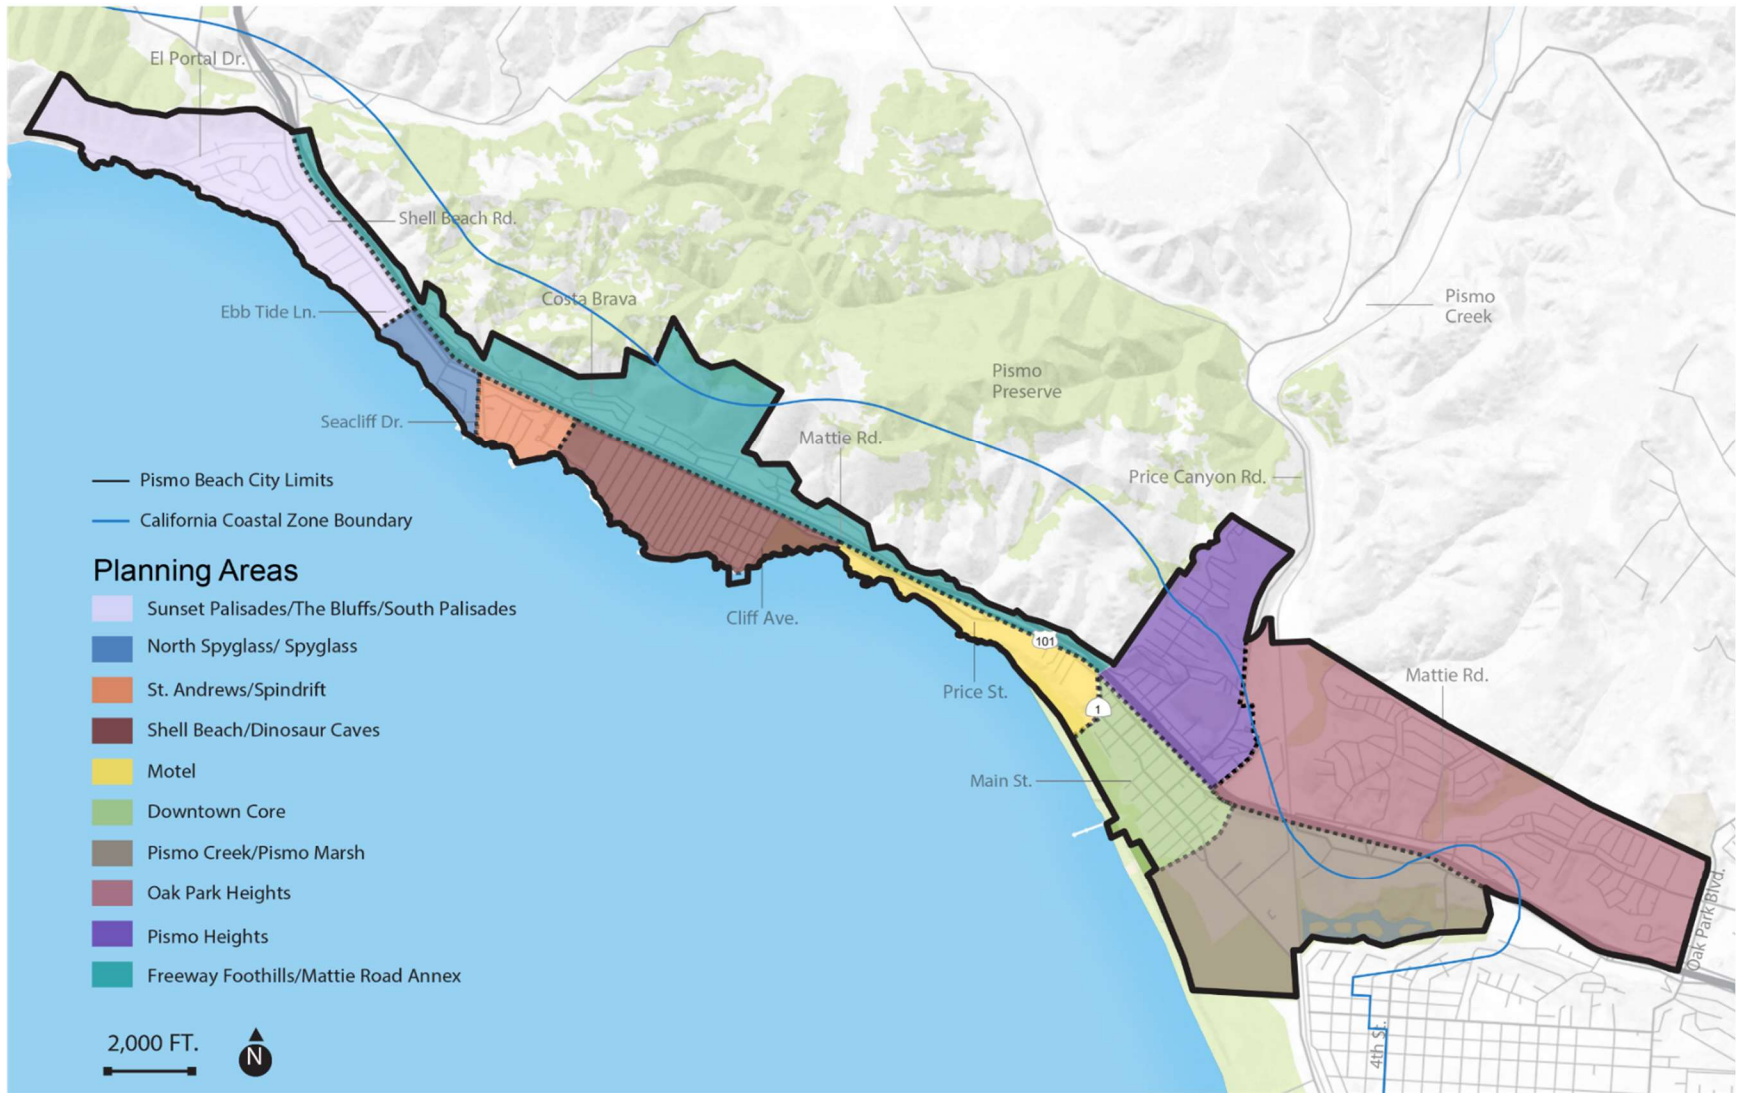 El Portal Dr.
Shell Beach Rd.
Costa Brava
Ebb Tide Ln.
Pismo
Creek
Pismo
Preserve
Seacliff Dr.
Mattie Rd.
Price Canyon Rd.
Pismo Beach City Limits
California Coastal Zone Boundary
Planning Areas
Sunset Palisades/The Bluffs/South Palisades
North Spyglass/ Spyglass
St. Andrews/Spindrift
Shell Beach/Dinosaur Caves
Motel
Downtown Core
Pismo Creek/Pismo Marsh
Oak Park Heights
Pismo Heights
Freeway Foothills/Mattie Road Annex
Cliff Ave.
101
Price St.
1
Mattie Rd.
Main St.
Oak Park Blvd.
4th St.
2,000 FT.
N